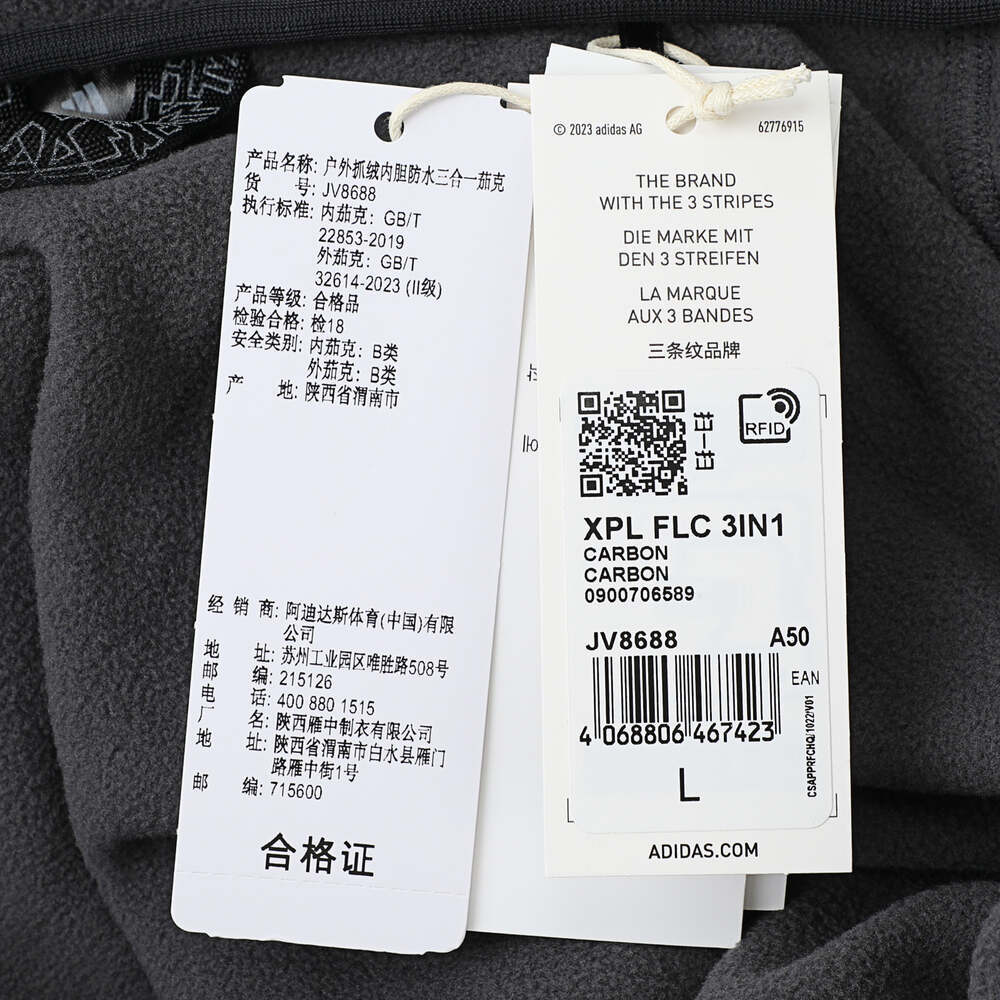 产品名称: 户外抓绒内胆防水三合一茄克
货 号: JV8688
执行标准: 内茄克: GB/T
22853-2019
外茄克: GB/T
32614-2023 (II级)
产品等级: 合格品
检验合格: 检18
安全类别: 内茄克: B类
外茄克: B类
产 地: 陕西省渭南市
经 销 商: 阿迪达斯体育(中国)有限
公司
地 址: 苏州工业园区唯胜路508号
邮 编: 215126
电 话: 400 880 1515
厂 名: 陕西雁中制衣有限公司
地 址: 陕西省渭南市白水县雁门
路雁中街1号
邮 编: 715600
合格证
© 2023 adidas AG
62776915
THE BRAND
WITH THE 3 STRIPES
DIE MARKE MIT
DEN 3 STREIFEN
LA MARQUE
AUX 3 BANDES
三条纹品牌
扫一扫
RFID
XPL FLC 3IN1
CARBON
CARBON
0900706589
JV8688 A50
EAN
4 068806 467423
CSAPPRFCHQ/1022/V01
L
ADIDAS.COM